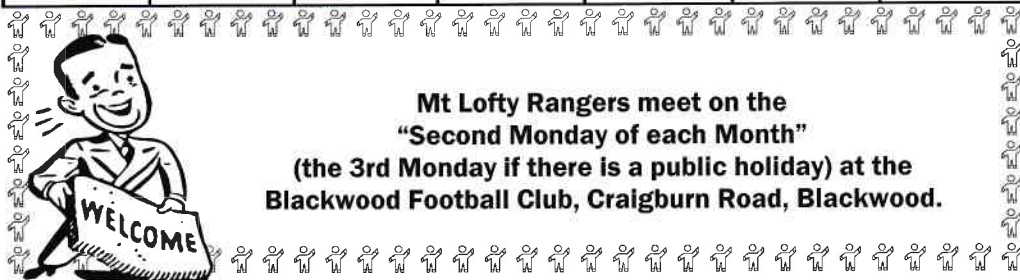 Mt Lofty Rangers meet on the
“Second Monday of each Month”
(the 3rd Monday if there is a public holiday) at the
Blackwood Football Club, Craigburn Road, Blackwood.
WELCOME